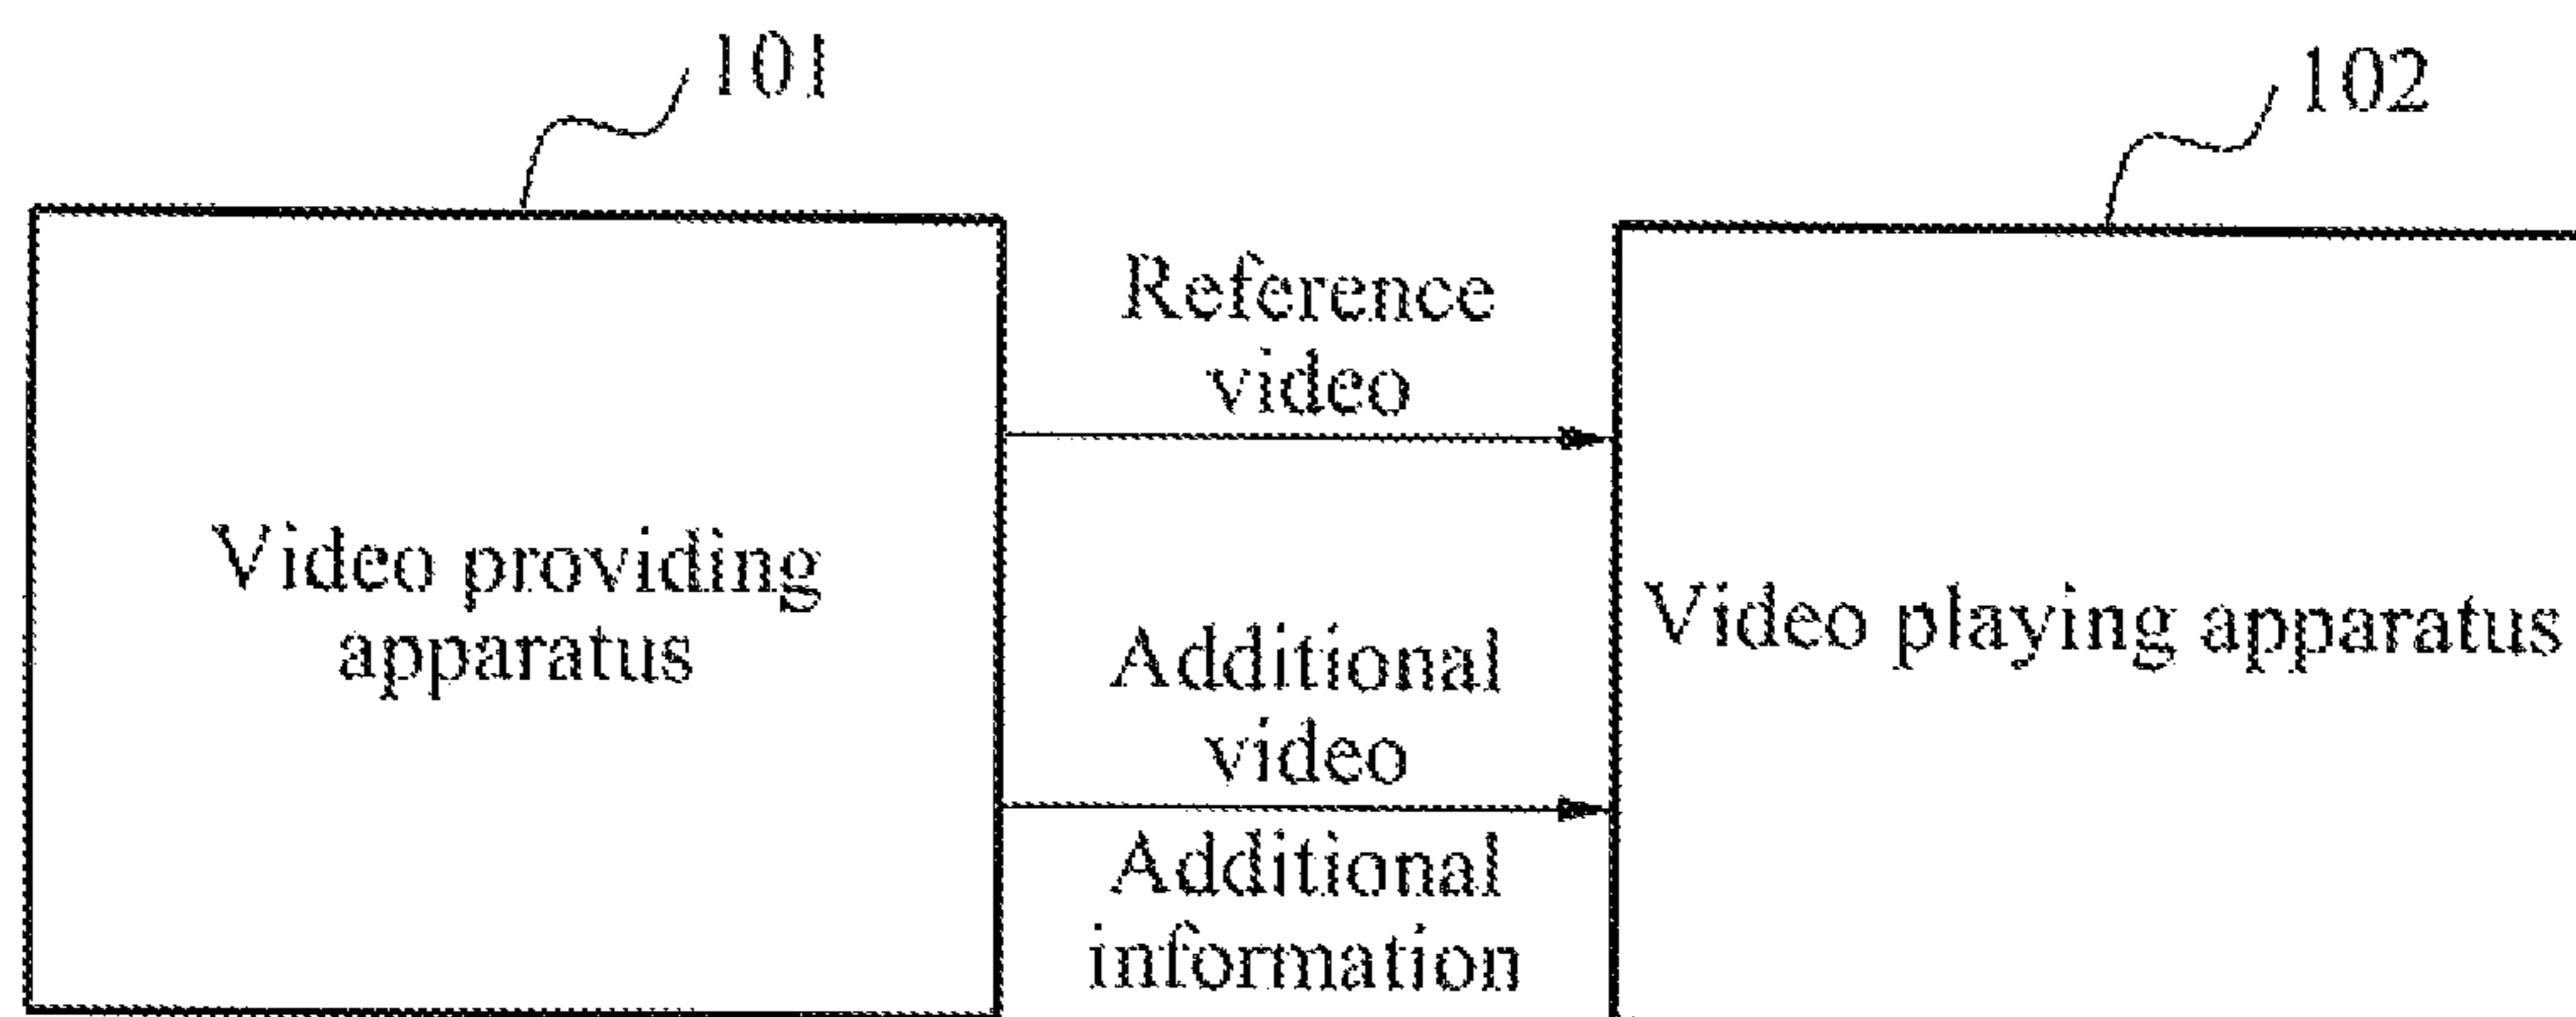 101
102
Video providing
apparatus
Reference
video
Additional
video
Additional
information
Video playing apparatus